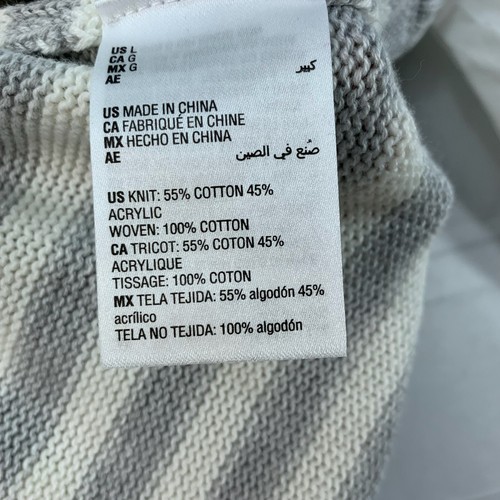 US L
CA G
MX G
AE كبير
US MADE IN CHINA
CA FABRIQUÉ EN CHINE
MX HECHO EN CHINA
AE صُنع في الصين
US KNIT: 55% COTTON 45%
ACRYLIC
WOVEN: 100% COTTON
CA TRICOT: 55% COTON 45%
ACRYLIQUE
TISSAGE: 100% COTON
MX TELA TEJIDA: 55% algodón 45%
acrílico
TELA NO TEJIDA: 100% algodón